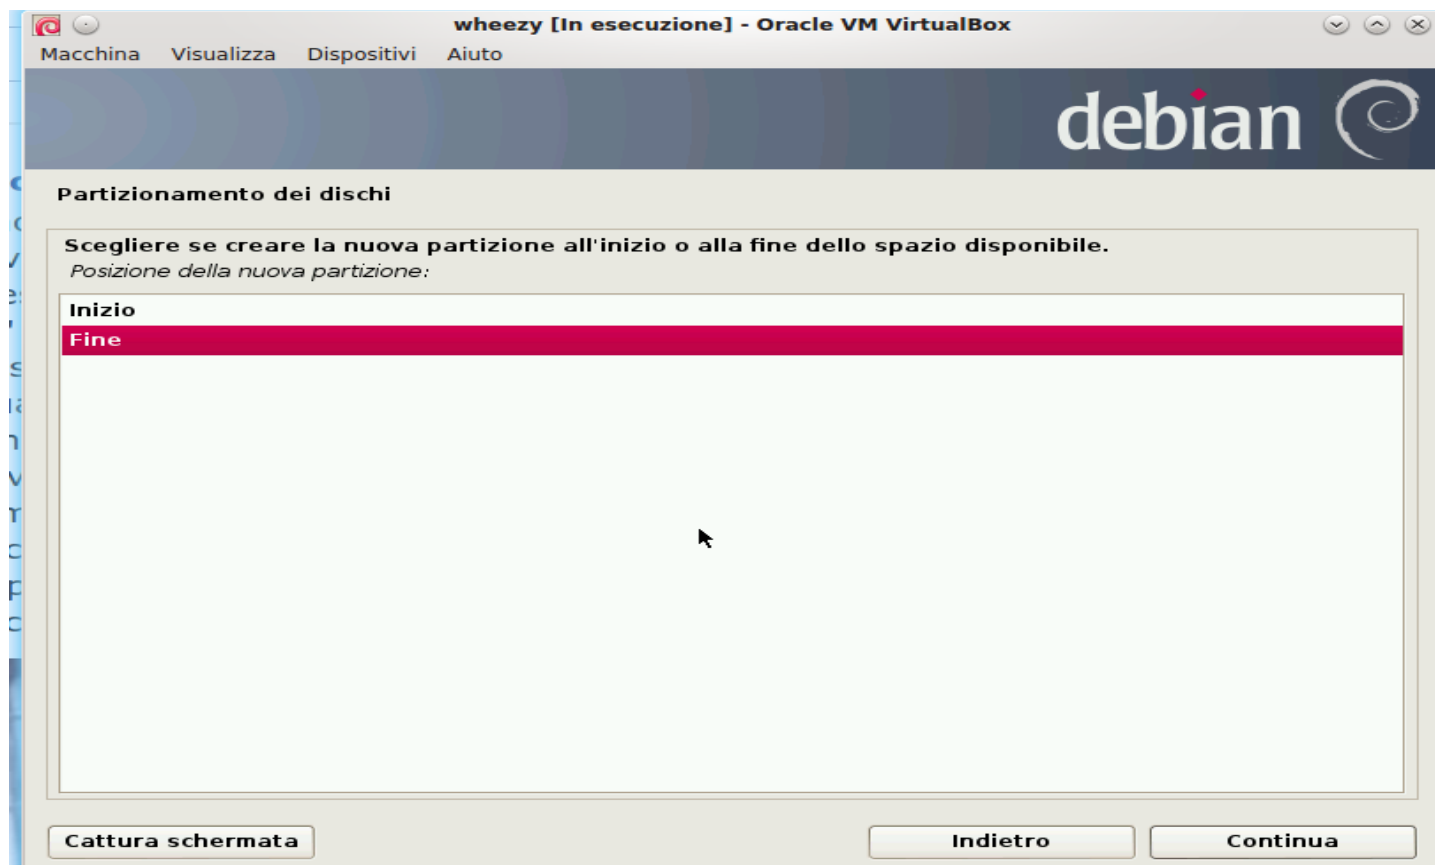 wheezy [In esecuzione] - Oracle VM VirtualBox
Macchina Visualizza Dispositivi Aiuto
debian
Partizionamento dei dischi
Scegliere se creare la nuova partizione all'inizio o alla fine dello spazio disponibile.
Posizione della nuova partizione:
Inizio
Fine
Cattura schermata Indietro Continua